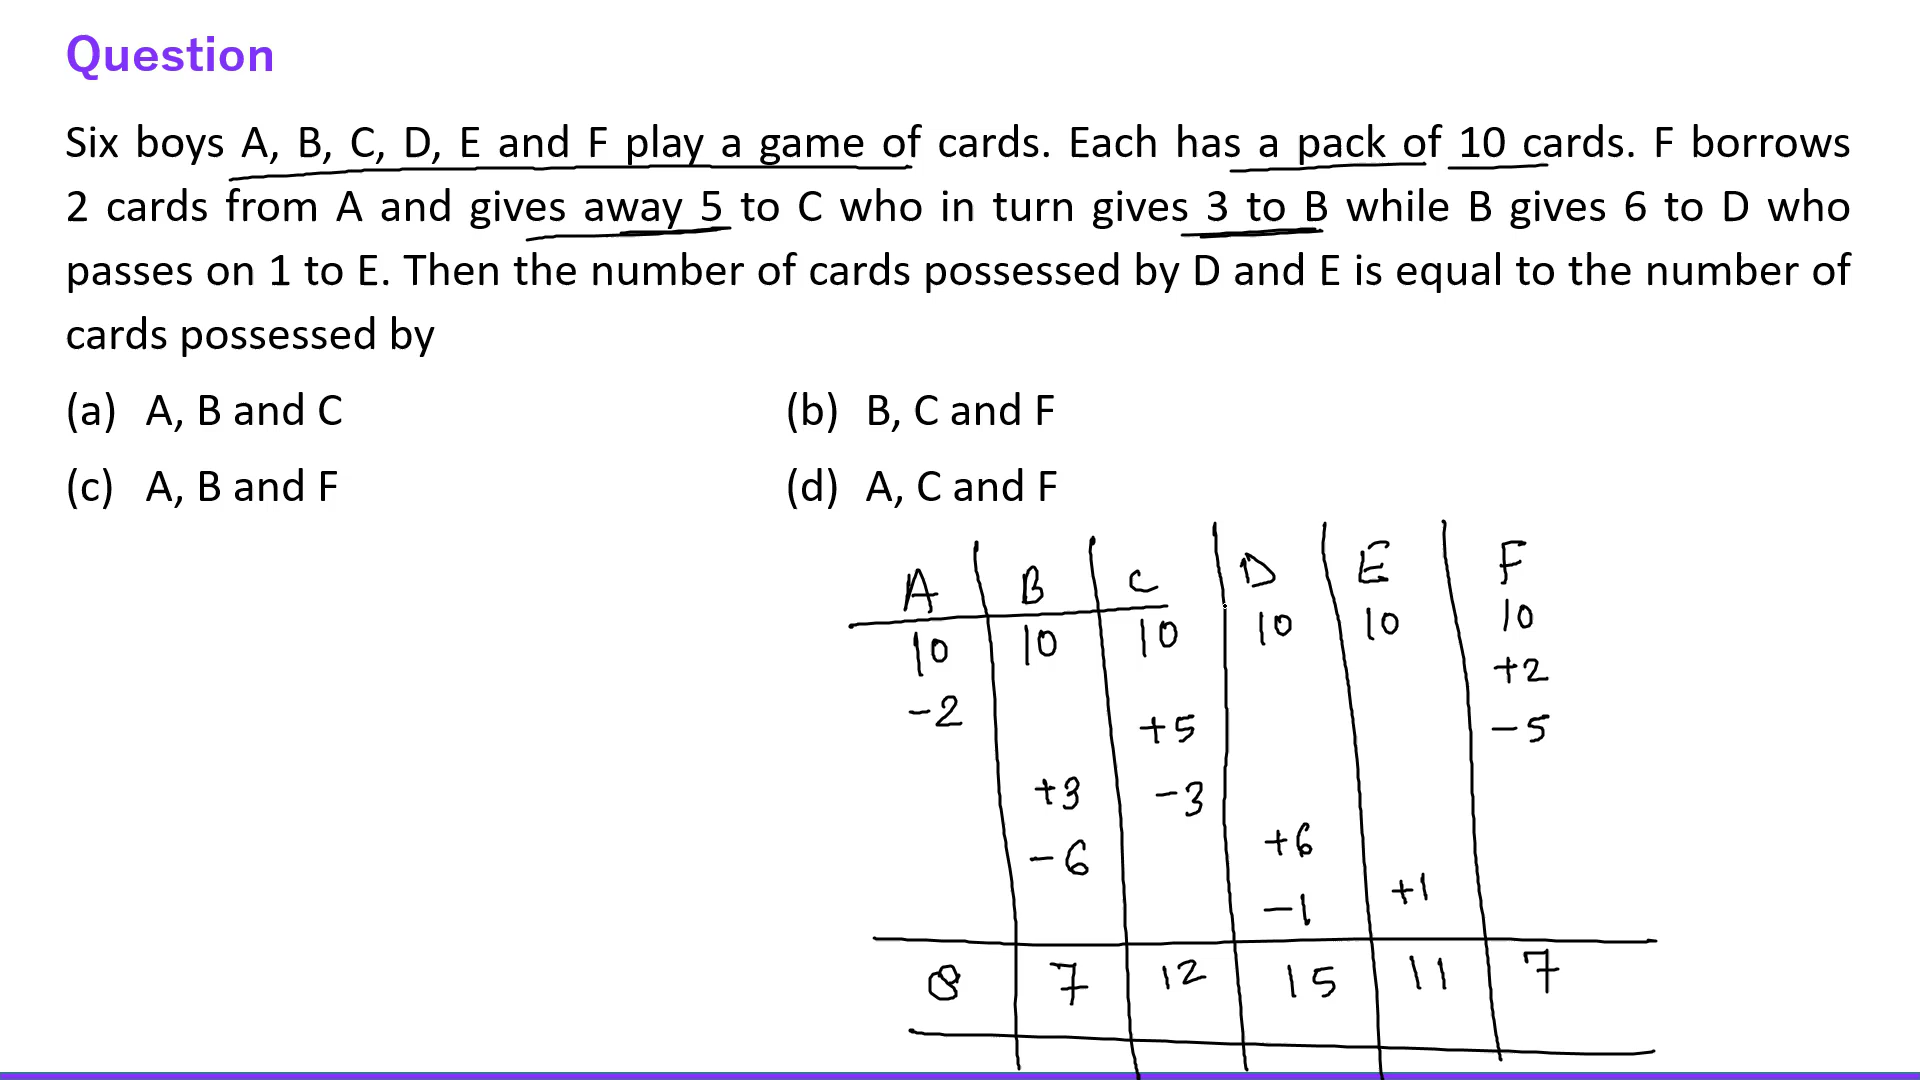 Question
Six boys A, B, C, D, E and F play a game of cards. Each has a pack of 10 cards. F borrows
2 cards from A and gives away 5 to C who in turn gives 3 to B while B gives 6 to D who
passes on 1 to E. Then the number of cards possessed by D and E is equal to the number of
cards possessed by
(a) A, B and C (b) B, C and F
(c) A, B and F (d) A, C and F
A B C D E F
10 10 10 10 10 10
+2
-2 +5 -5
+3 -3
-6 +6
-1 +1
8 7 12 15 11 7